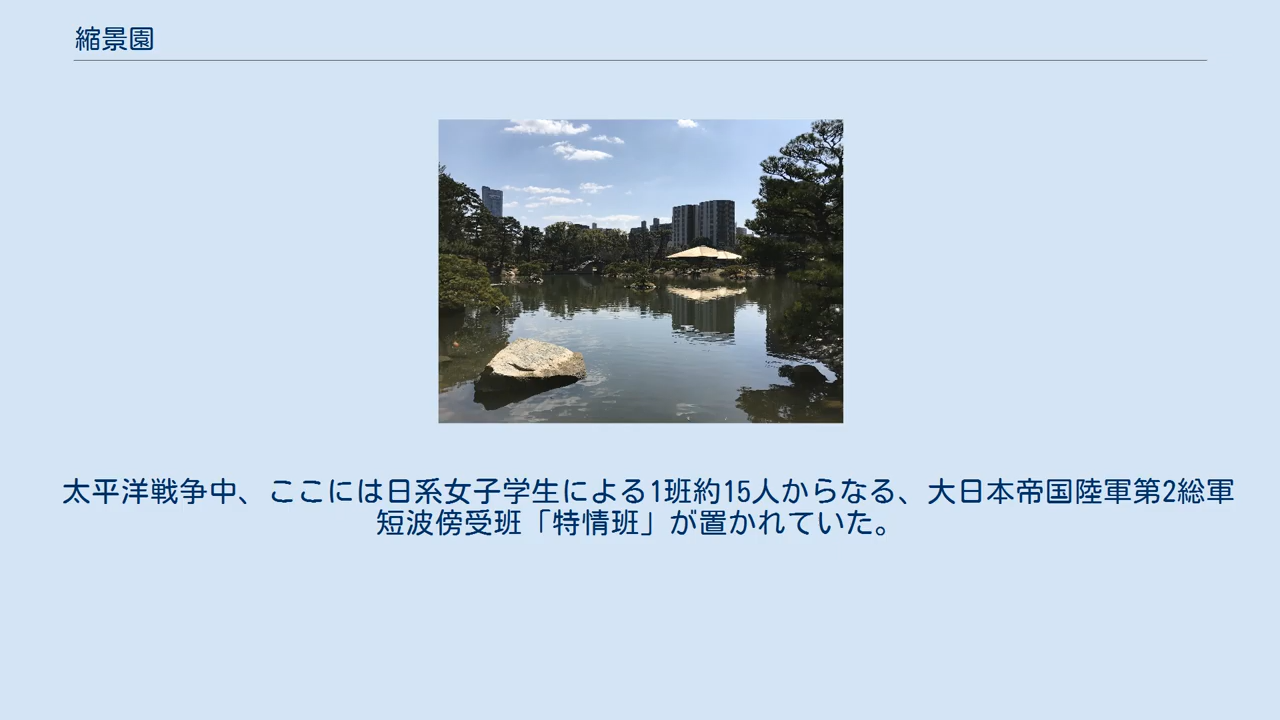 縮景園
太平洋戦争中、ここには日系女子学生による1班約15人からなる、大日本帝国陸軍第2総軍
短波傍受班「特情班」が置かれていた。